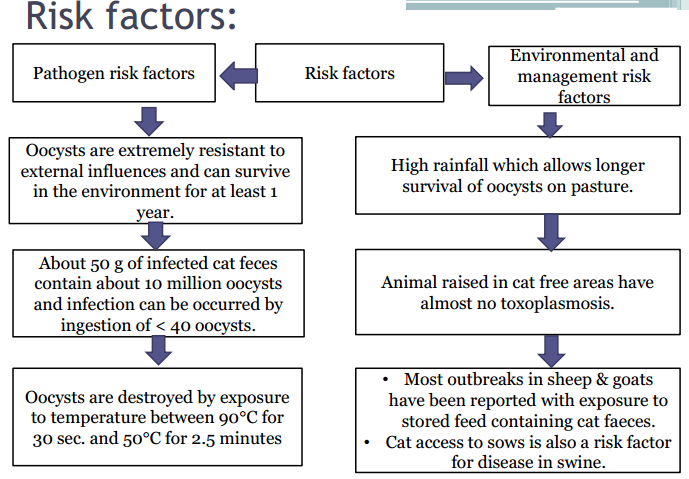 Risk factors:
Pathogen risk factors
Risk factors
Environmental and
management risk
factors
Oocysts are extremely resistant to
external influences and can survive
in the environment for at least 1
year.
About 50 g of infected cat feces
contain about 10 million oocysts
and infection can be occurred by
ingestion of < 40 oocysts.
Oocysts are destroyed by exposure
to temperature between 90°C for
30 sec. and 50°C for 2.5 minutes
High rainfall which allows longer
survival of oocysts on pasture.
Animal raised in cat free areas have
almost no toxoplasmosis.
• Most outbreaks in sheep & goats
have been reported with exposure to
stored feed containing cat faeces.
• Cat access to sows is also a risk factor
for disease in swine.